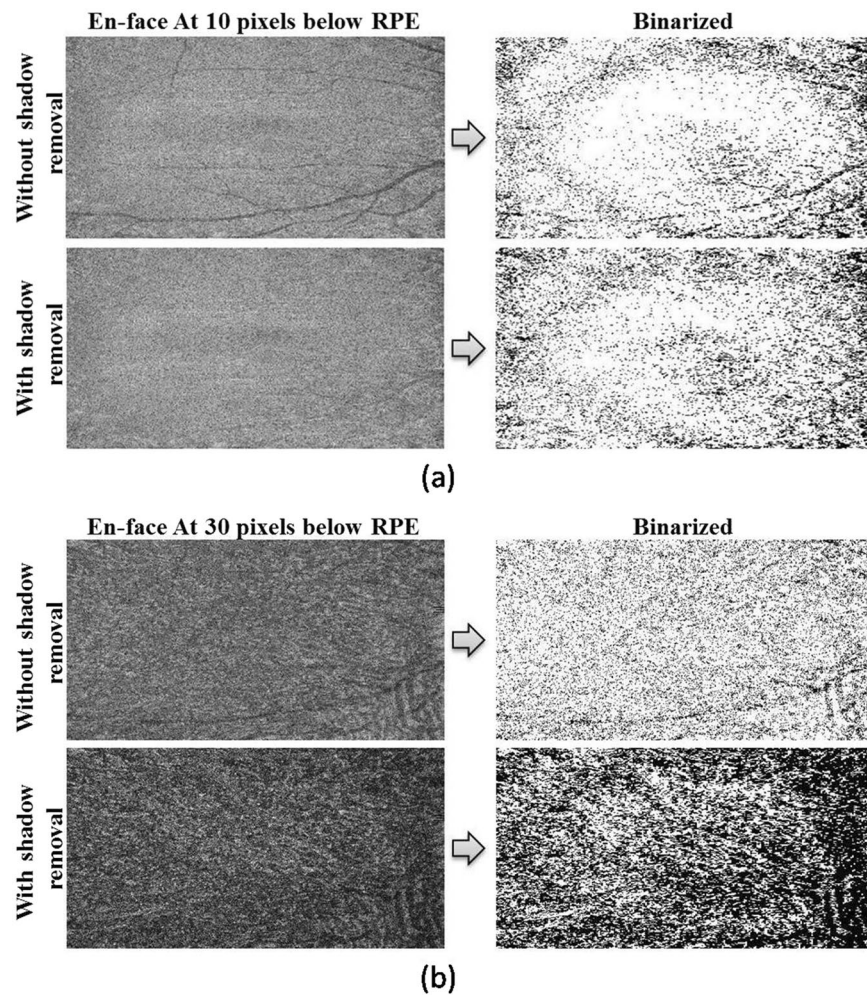 En-face At 10 pixels below RPE
Binarized
Without shadow
removal
With shadow
removal
(a)
En-face At 30 pixels below RPE
Binarized
Without shadow
removal
With shadow
removal
(b)